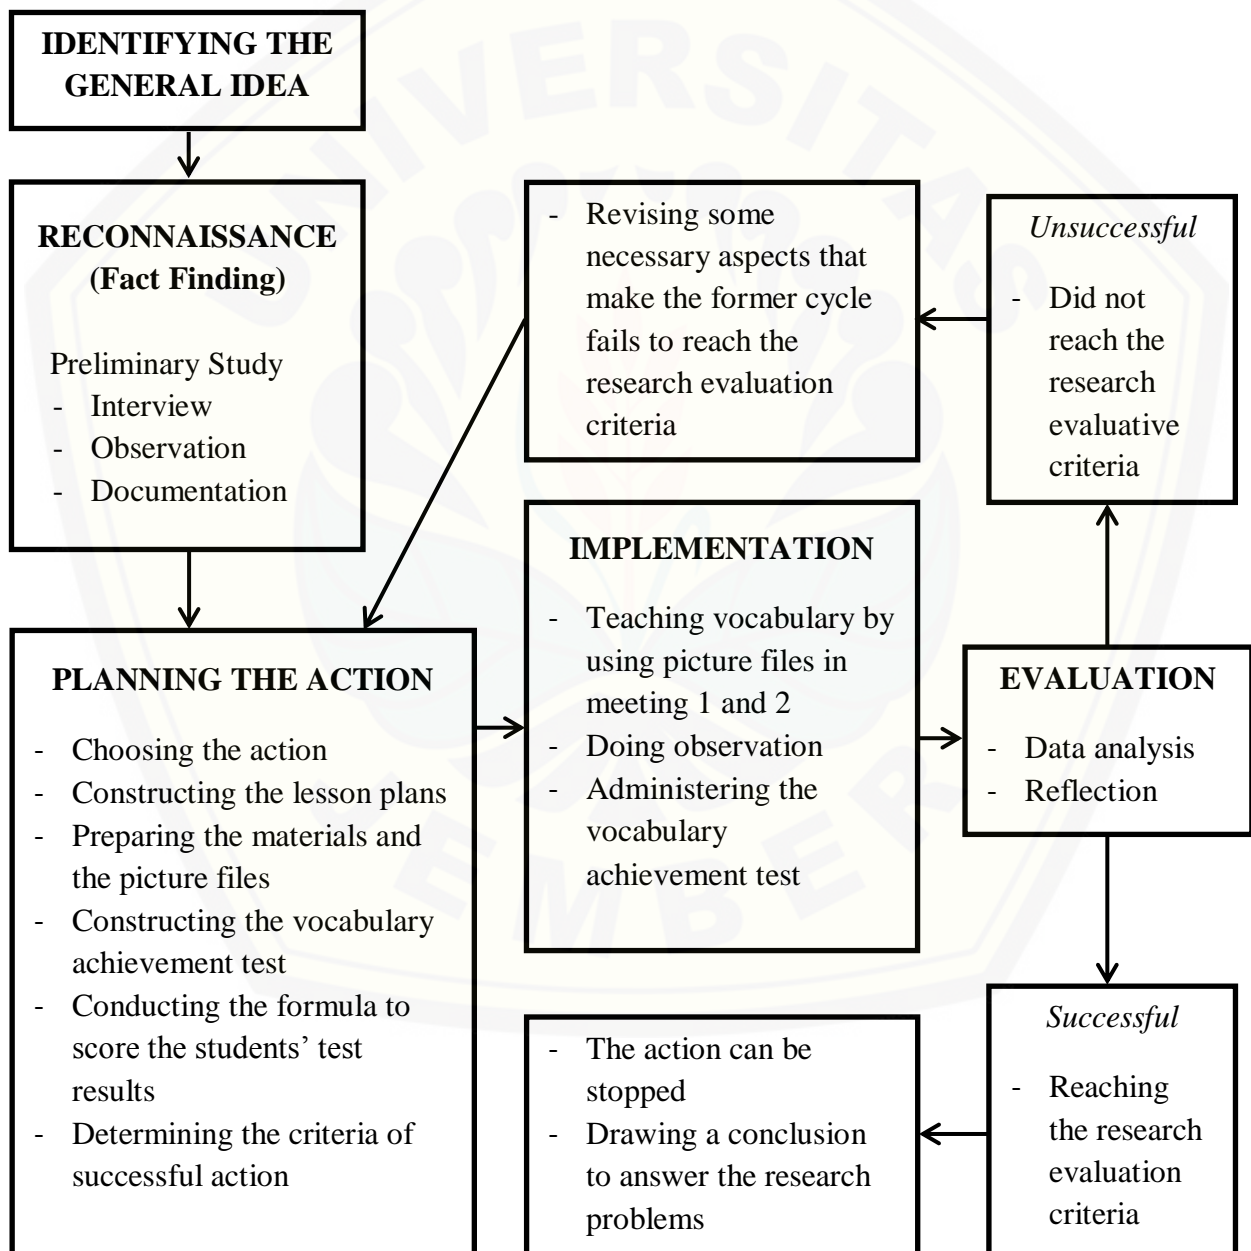 IDENTIFYING THE
GENERAL IDEA
RECONNAISSANCE
(Fact Finding)
Preliminary Study
- Interview
- Observation
- Documentation
PLANNING THE ACTION
- Choosing the action
- Constructing the lesson plans
- Preparing the materials and
the picture files
- Constructing the vocabulary
achievement test
- Conducting the formula to
score the students’ test
results
- Determining the criteria of
successful action
- Revising some
necessary aspects that
make the former cycle
fails to reach the
research evaluation
criteria
IMPLEMENTATION
- Teaching vocabulary by
using picture files in
meeting 1 and 2
- Doing observation
- Administering the
vocabulary
achievement test
- The action can be
stopped
- Drawing a conclusion
to answer the research
problems
Unsuccessful
- Did not
reach the
research
evaluative
criteria
EVALUATION
- Data analysis
- Reflection
Successful
- Reaching
the research
evaluation
criteria
UNIVERSITAS
JEMBER